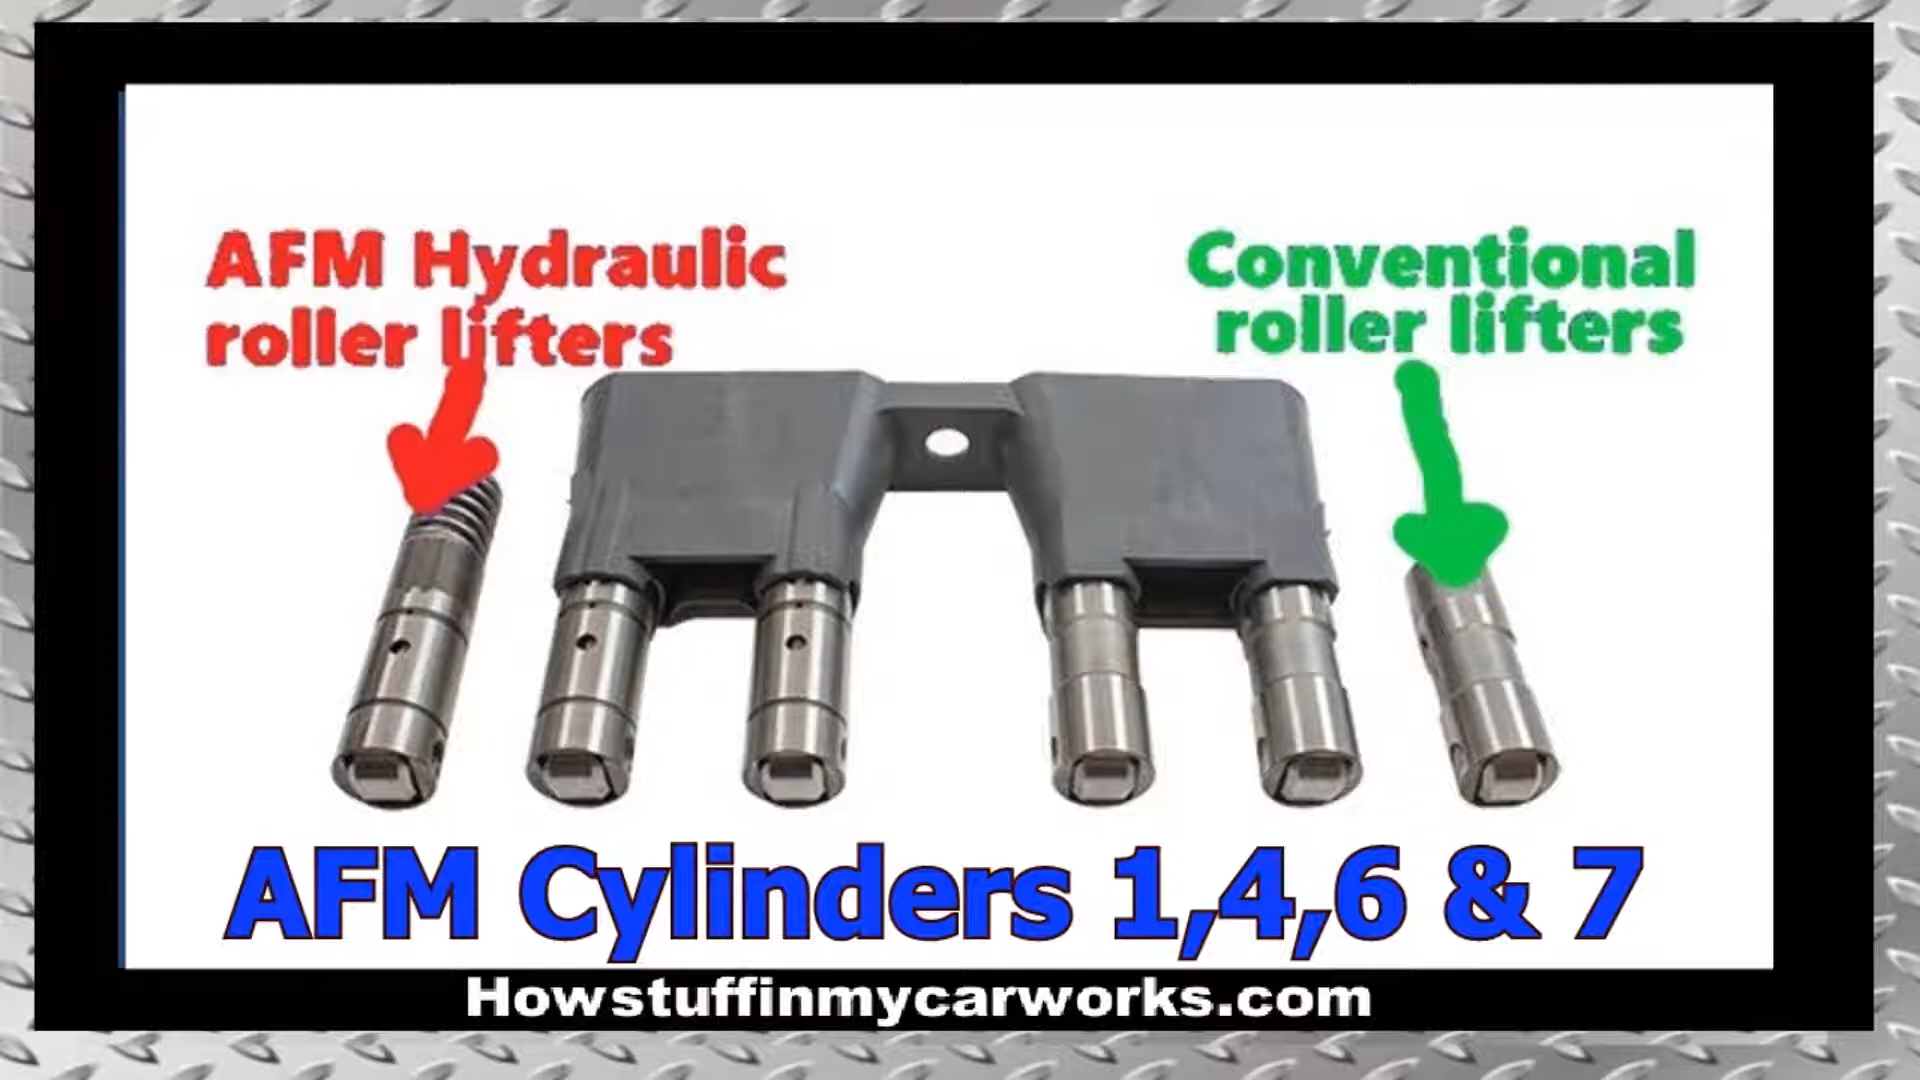 AFM Hydraulic
roller lifters
Conventional
roller lifters
AFM Cylinders 1,4,6 & 7
Howstuffinmycarworks.com